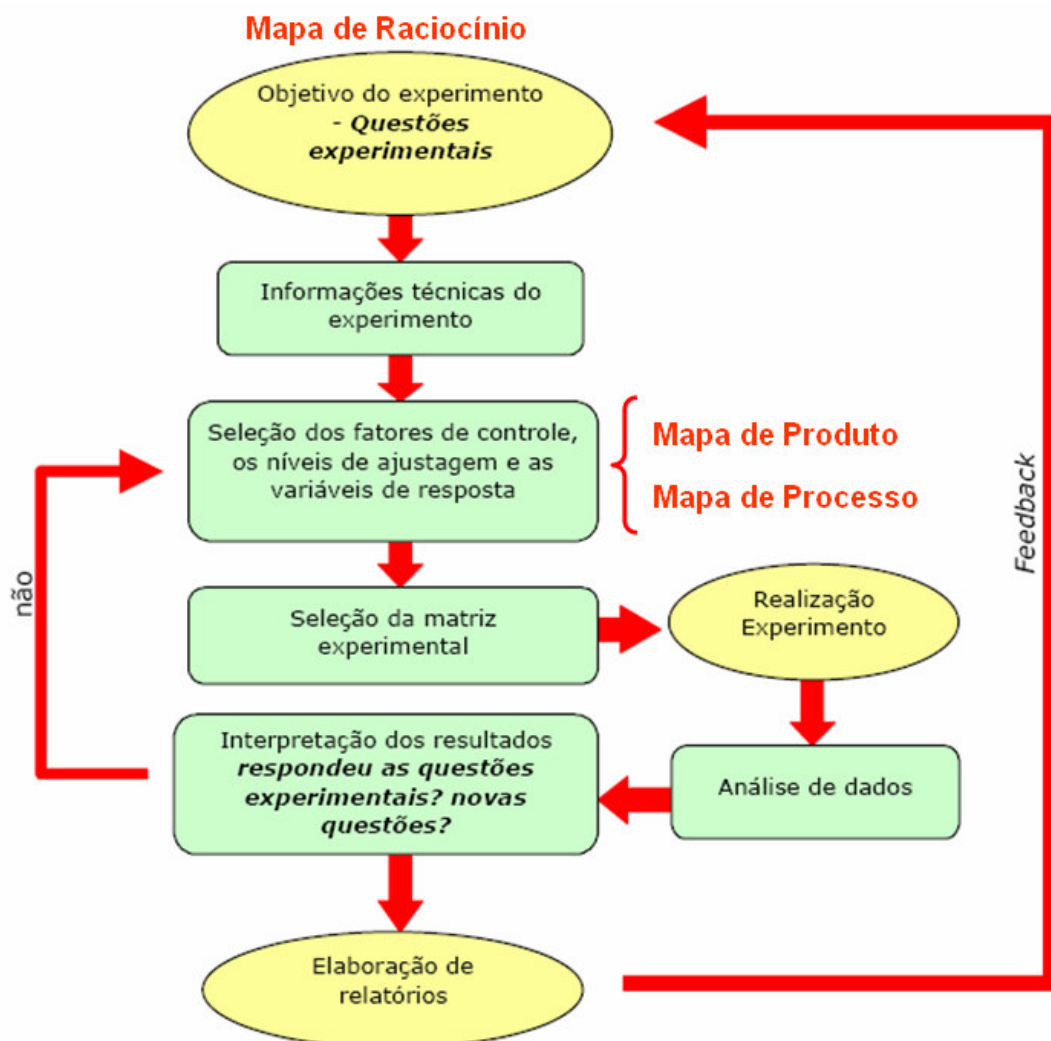 Mapa de Raciocínio
Objetivo do experimento
- Questões
experimentais
Informações técnicas do
experimento
Seleção dos fatores de controle,
os níveis de ajustagem e as
variáveis de resposta
Mapa de Produto
Mapa de Processo
Feedback
não
Seleção da matriz
experimental
Realização
Experimento
Interpretação dos resultados
respondeu as questões
experimentais? novas
questões?
Análise de dados
Elaboração de
relatórios